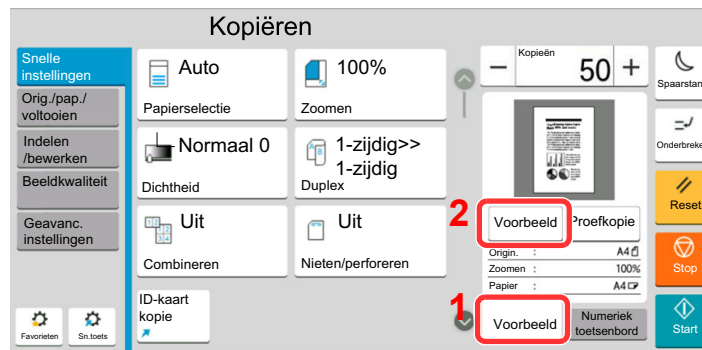 Kopiëren
Snelle
instellingen
Orig./pap./
voltooien
Indelen
/bewerken
Beeldkwaliteit
Geavanc.
instellingen
Favorieten
Sn.toets
Auto
Papierselectie
100%
Zoomen
Normaal 0
Dichtheid
1-zijdig>>
1-zijdig
Duplex
Uit
Combineren
Uit
Nieten/perforeren
ID-kaart
kopie
Kopieën
50
2
Voorbeeld
Proefkopie
Origin. : A4
Zoomen : 100%
Papier : A4
1
Voorbeeld
Numeriek
toetsenbord
Spaarstan
Onderbreke
Reset
Stop
Start